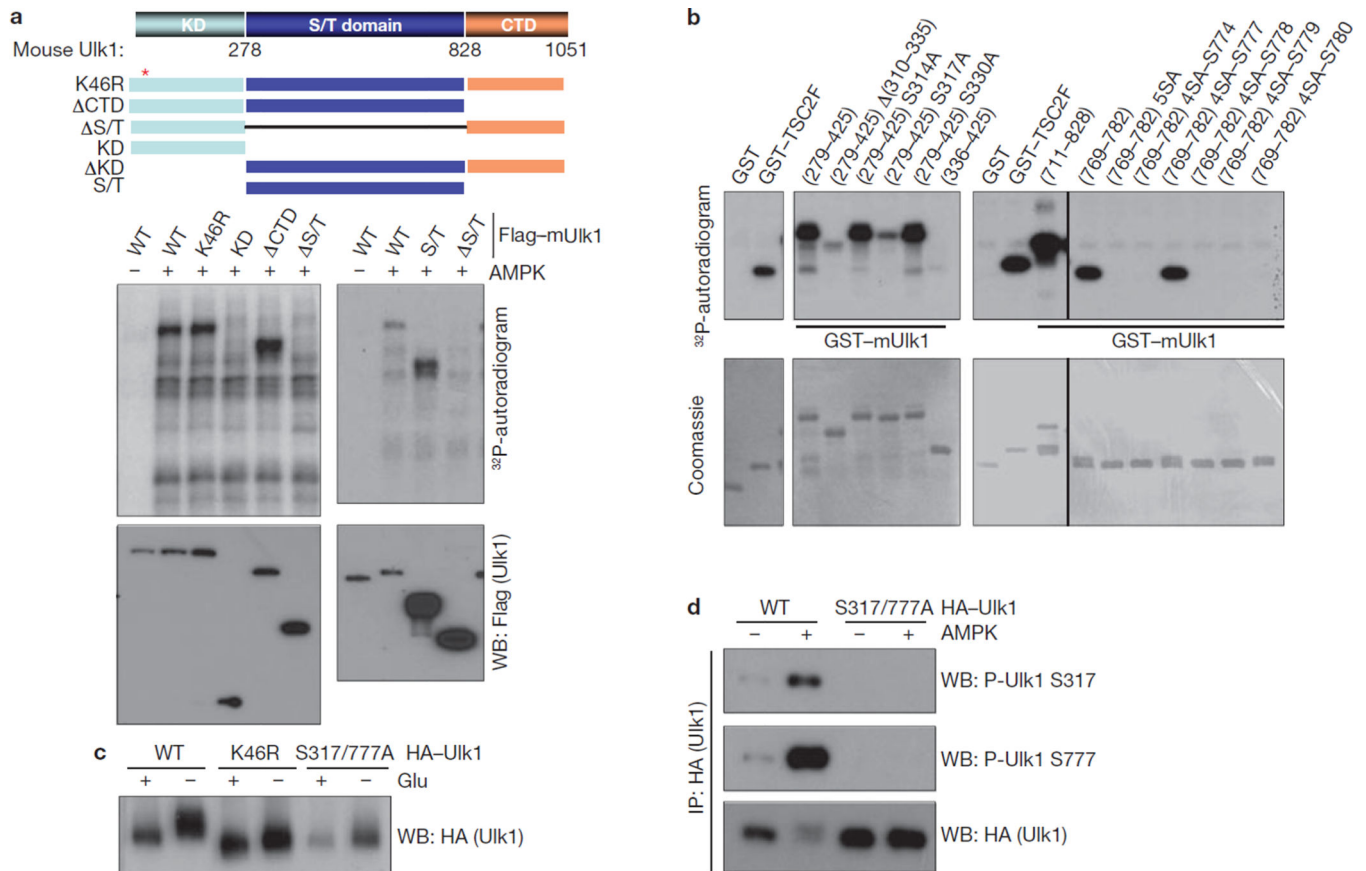 a
KD S/T domain CTD
Mouse Ulk1: 278 828 1051
*
K46R
ΔCTD
ΔS/T
KD
ΔKD
S/T
WT WT K46R KD ΔCTD ΔS/T
− + + + + +
WT WT S/T ΔS/T Flag–mUlk1
− + + + AMPK
32P-autoradiogram
WB: Flag (Ulk1)
b
GST
GST–TSC2F
(279–425)
(279–425) Δ(310–335)
(279–425) S314A
(279–425) S317A
(279–425) S330A
(336–425)
GST
GST–TSC2F
(711–828)
(769–782)
(769–782) 5SA
(769–782) 4SA–S774
(769–782) 4SA–S777
(769–782) 4SA–S778
(769–782) 4SA–S779
(769–782) 4SA–S780
32P-autoradiogram
GST–mUlk1 GST–mUlk1
Coomassie
c
WT K46R S317/777A HA–Ulk1
+ − + − + − Glu
WB: HA (Ulk1)
d
WT S317/777A HA–Ulk1
− + − + AMPK
IP: HA (Ulk1)
WB: P-Ulk1 S317
WB: P-Ulk1 S777
WB: HA (Ulk1)